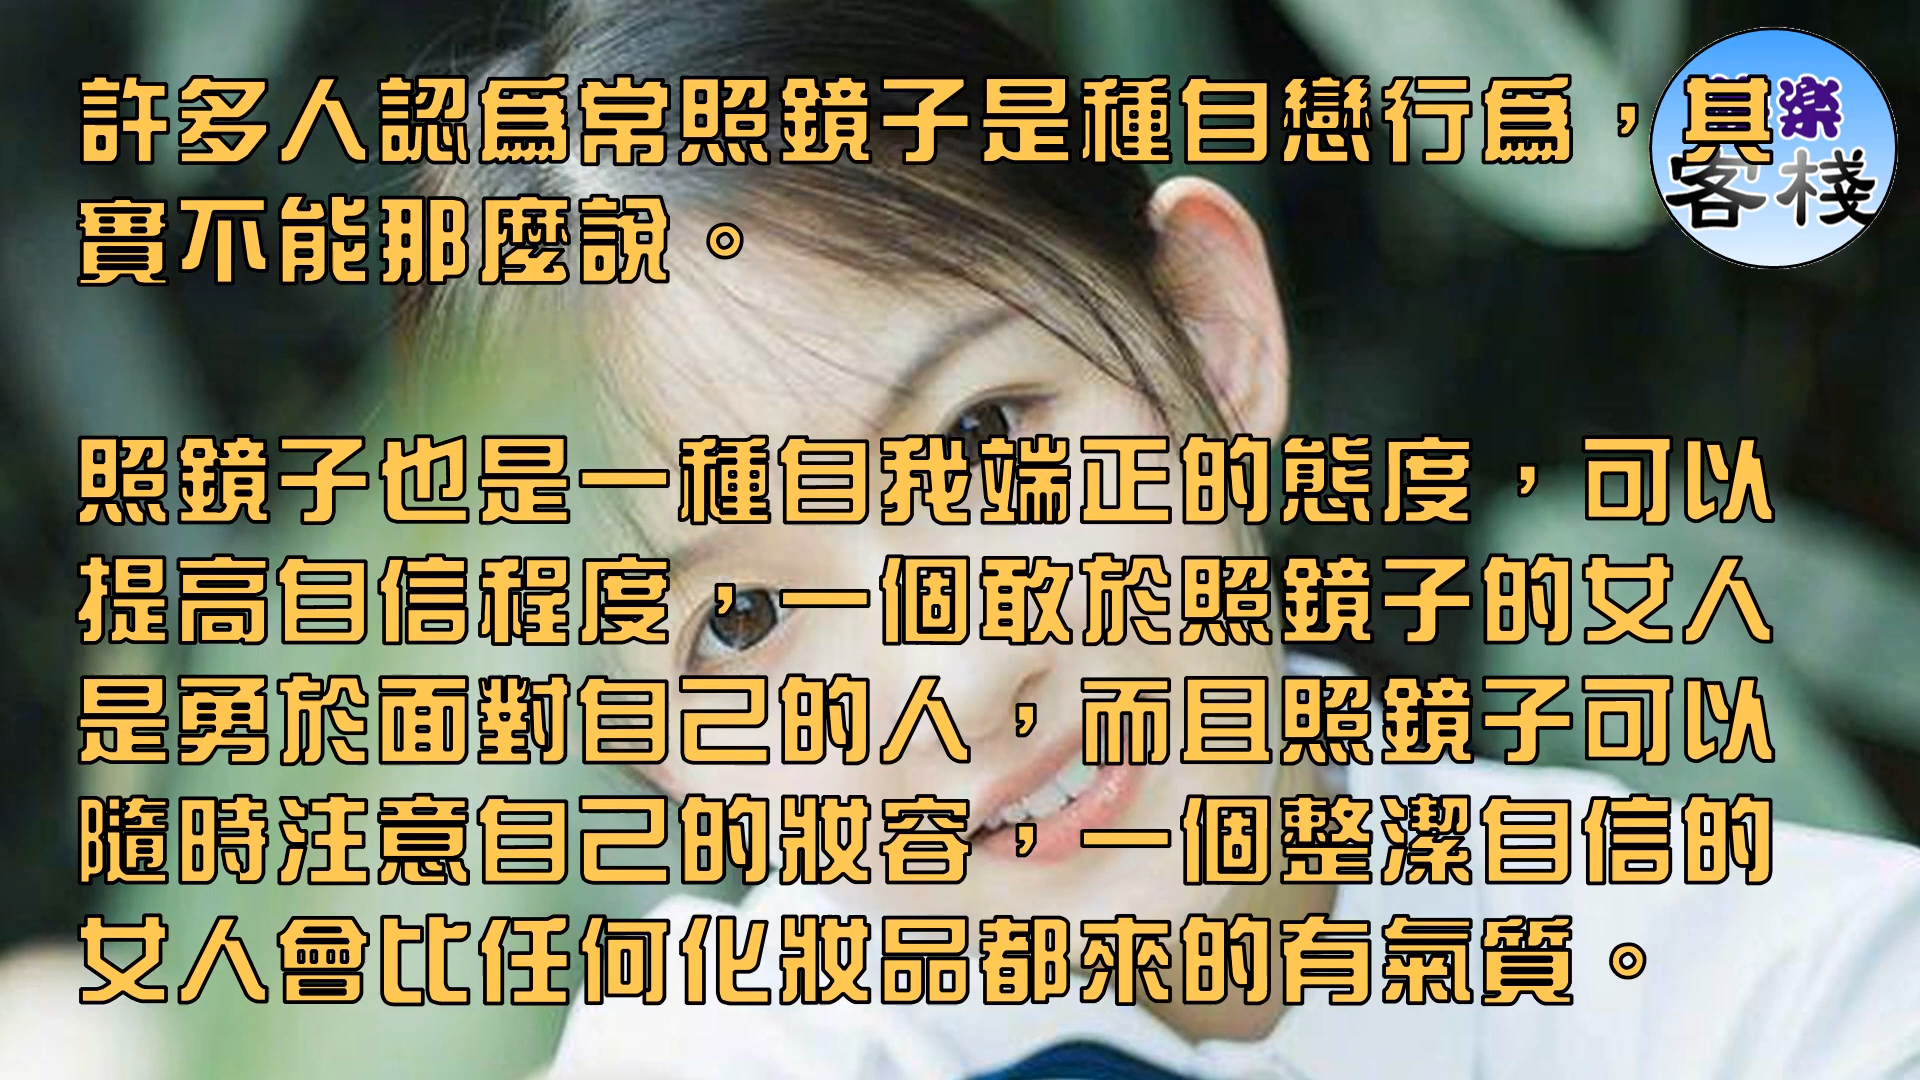 許多人認爲常照鏡子是種自戀行爲，其
實不能那麼說。
照鏡子也是一種自我端正的態度，可以
提高自信程度，一個敢於照鏡子的女人
是勇於面對自己的人，而且照鏡子可以
隨時注意自己的妝容，一個整潔自信的
女人會比任何化妝品都來的有氣質。
楽
客棧